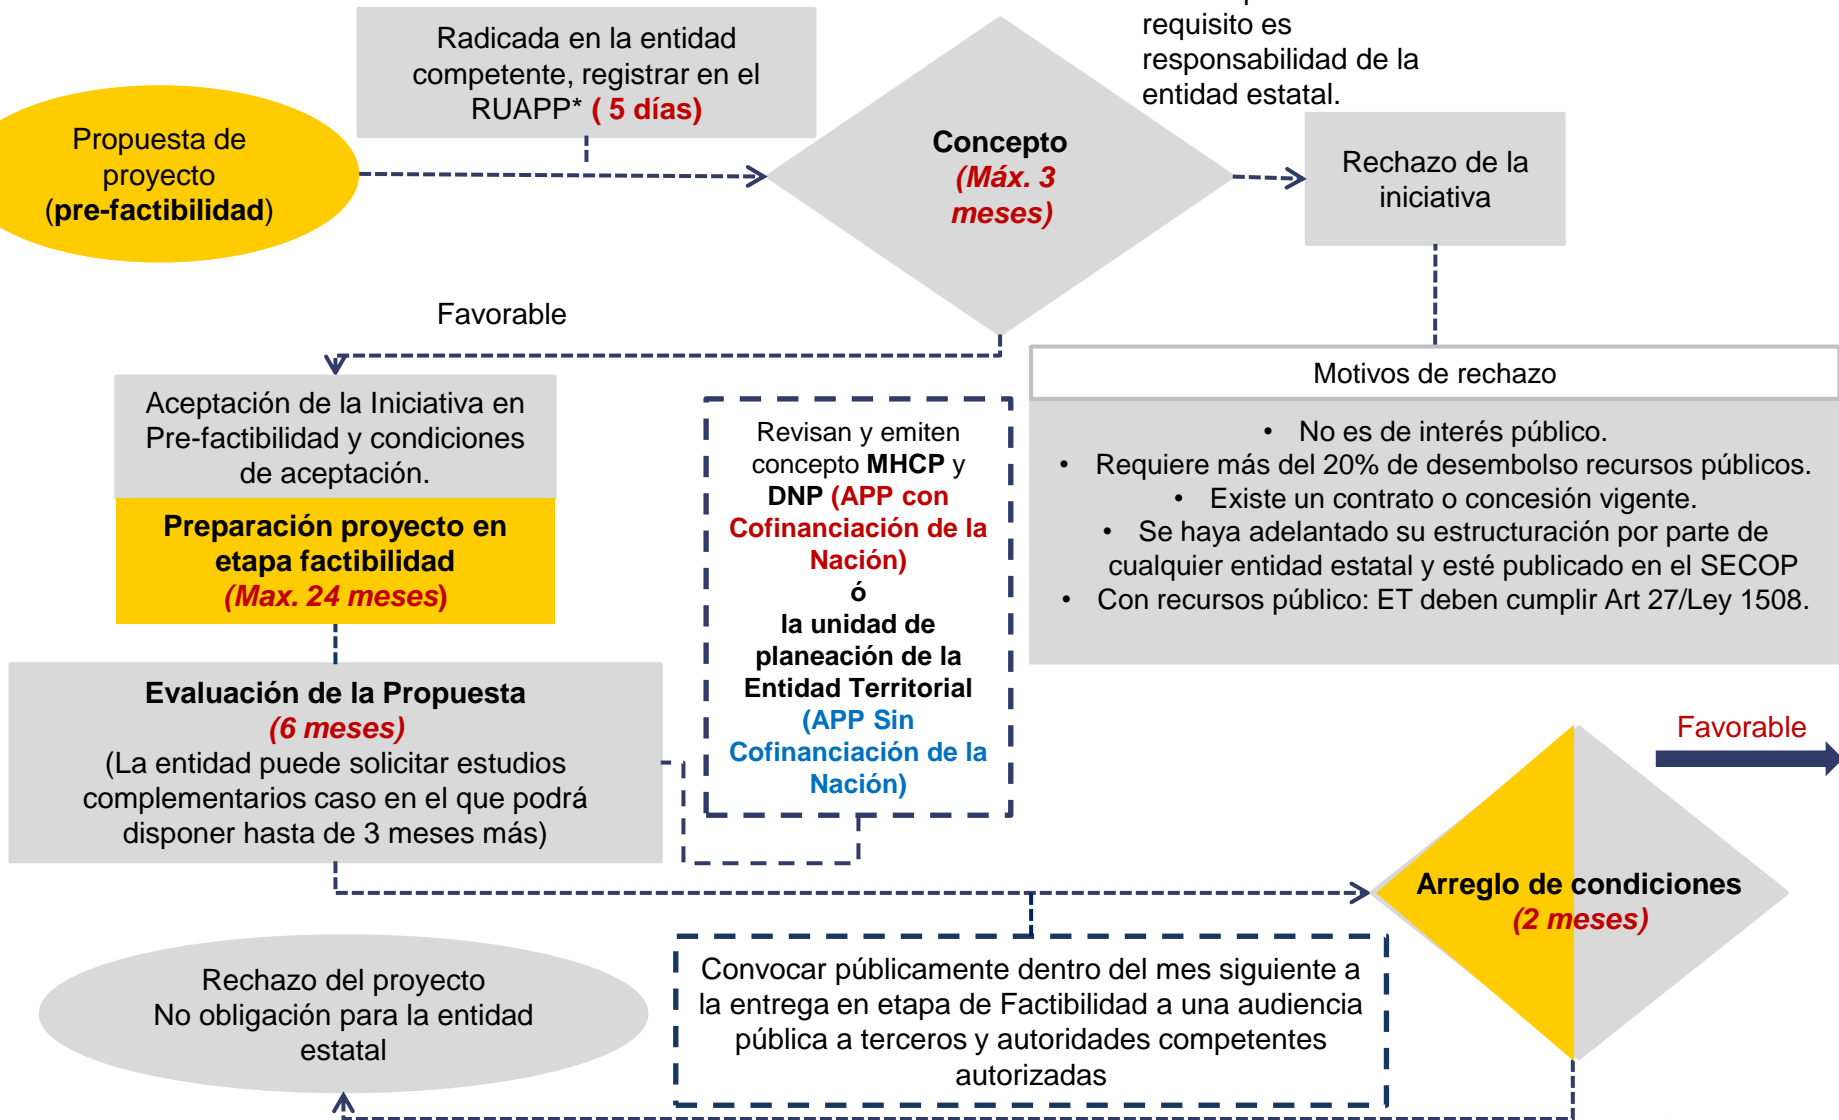 requisito es
responsabilidad de la
entidad estatal.
Radicada en la entidad
competente, registrar en el
RUAPP* ( 5 días)
Propuesta de
proyecto
(pre-factibilidad)
Concepto
(Máx. 3
meses)
Rechazo de la
iniciativa
Favorable
Motivos de rechazo
• No es de interés público.
• Requiere más del 20% de desembolso recursos públicos.
• Existe un contrato o concesión vigente.
• Se haya adelantado su estructuración por parte de
cualquier entidad estatal y esté publicado en el SECOP
• Con recursos público: ET deben cumplir Art 27/Ley 1508.
Aceptación de la Iniciativa en
Pre-factibilidad y condiciones
de aceptación.
Preparación proyecto en
etapa factibilidad
(Max. 24 meses)
Revisan y emiten
concepto MHCP y
DNP (APP con
Cofinanciación de la
Nación)
ó
la unidad de
planeación de la
Entidad Territorial
(APP Sin
Cofinanciación de la
Nación)
Evaluación de la Propuesta
(6 meses)
(La entidad puede solicitar estudios
complementarios caso en el que podrá
disponer hasta de 3 meses más)
Favorable
Arreglo de condiciones
(2 meses)
Convocar públicamente dentro del mes siguiente a
la entrega en etapa de Factibilidad a una audiencia
pública a terceros y autoridades competentes
autorizadas
Rechazo del proyecto
No obligación para la entidad
estatal